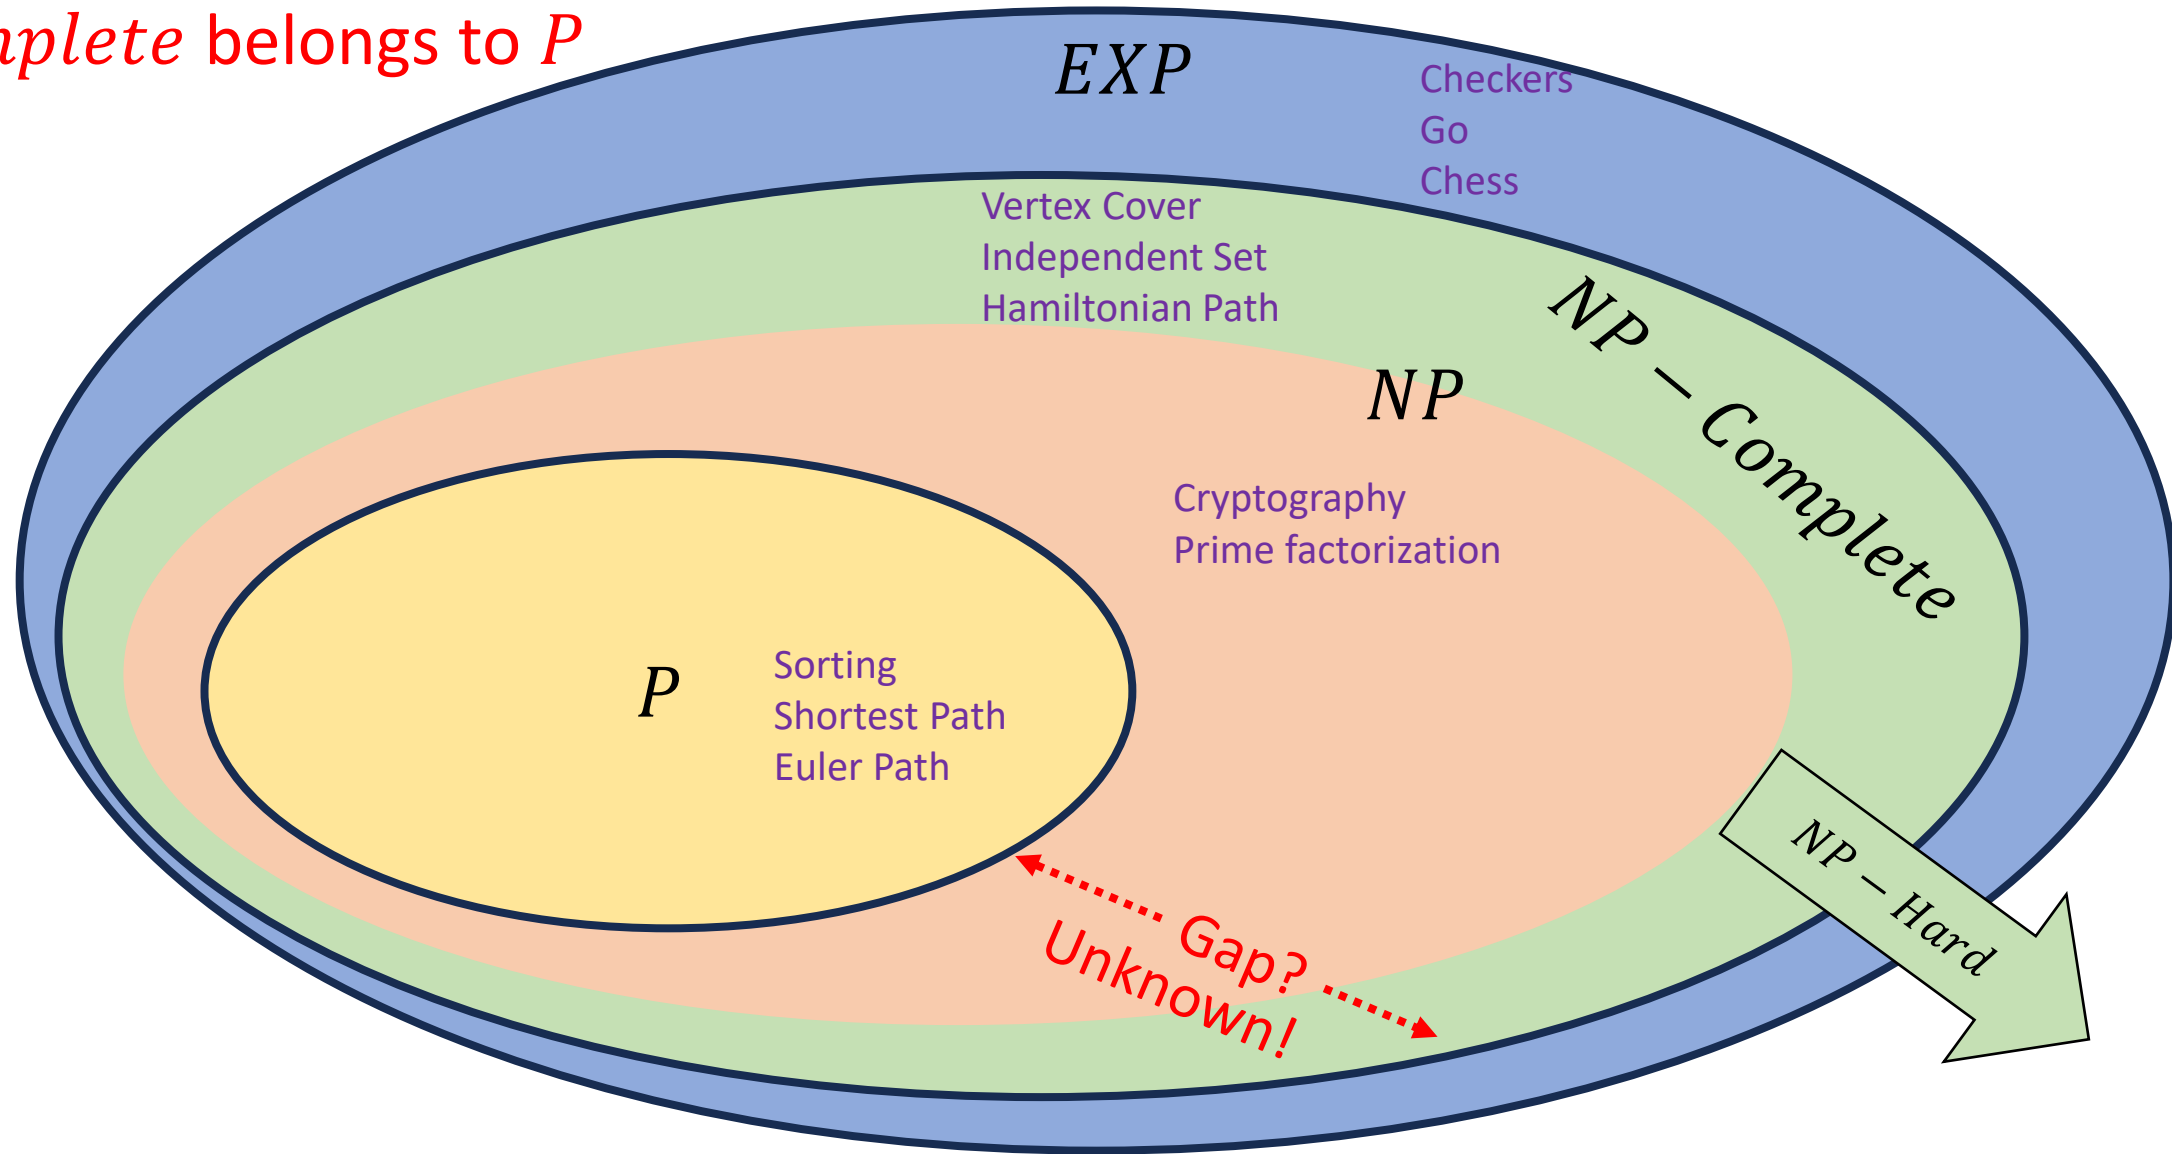 mplete belongs to P
EXP
Checkers
Go
Chess
Vertex Cover
Independent Set
Hamiltonian Path
NP – Complete
NP
Cryptography
Prime factorization
P
Sorting
Shortest Path
Euler Path
Gap?
Unknown!
NP – Hard